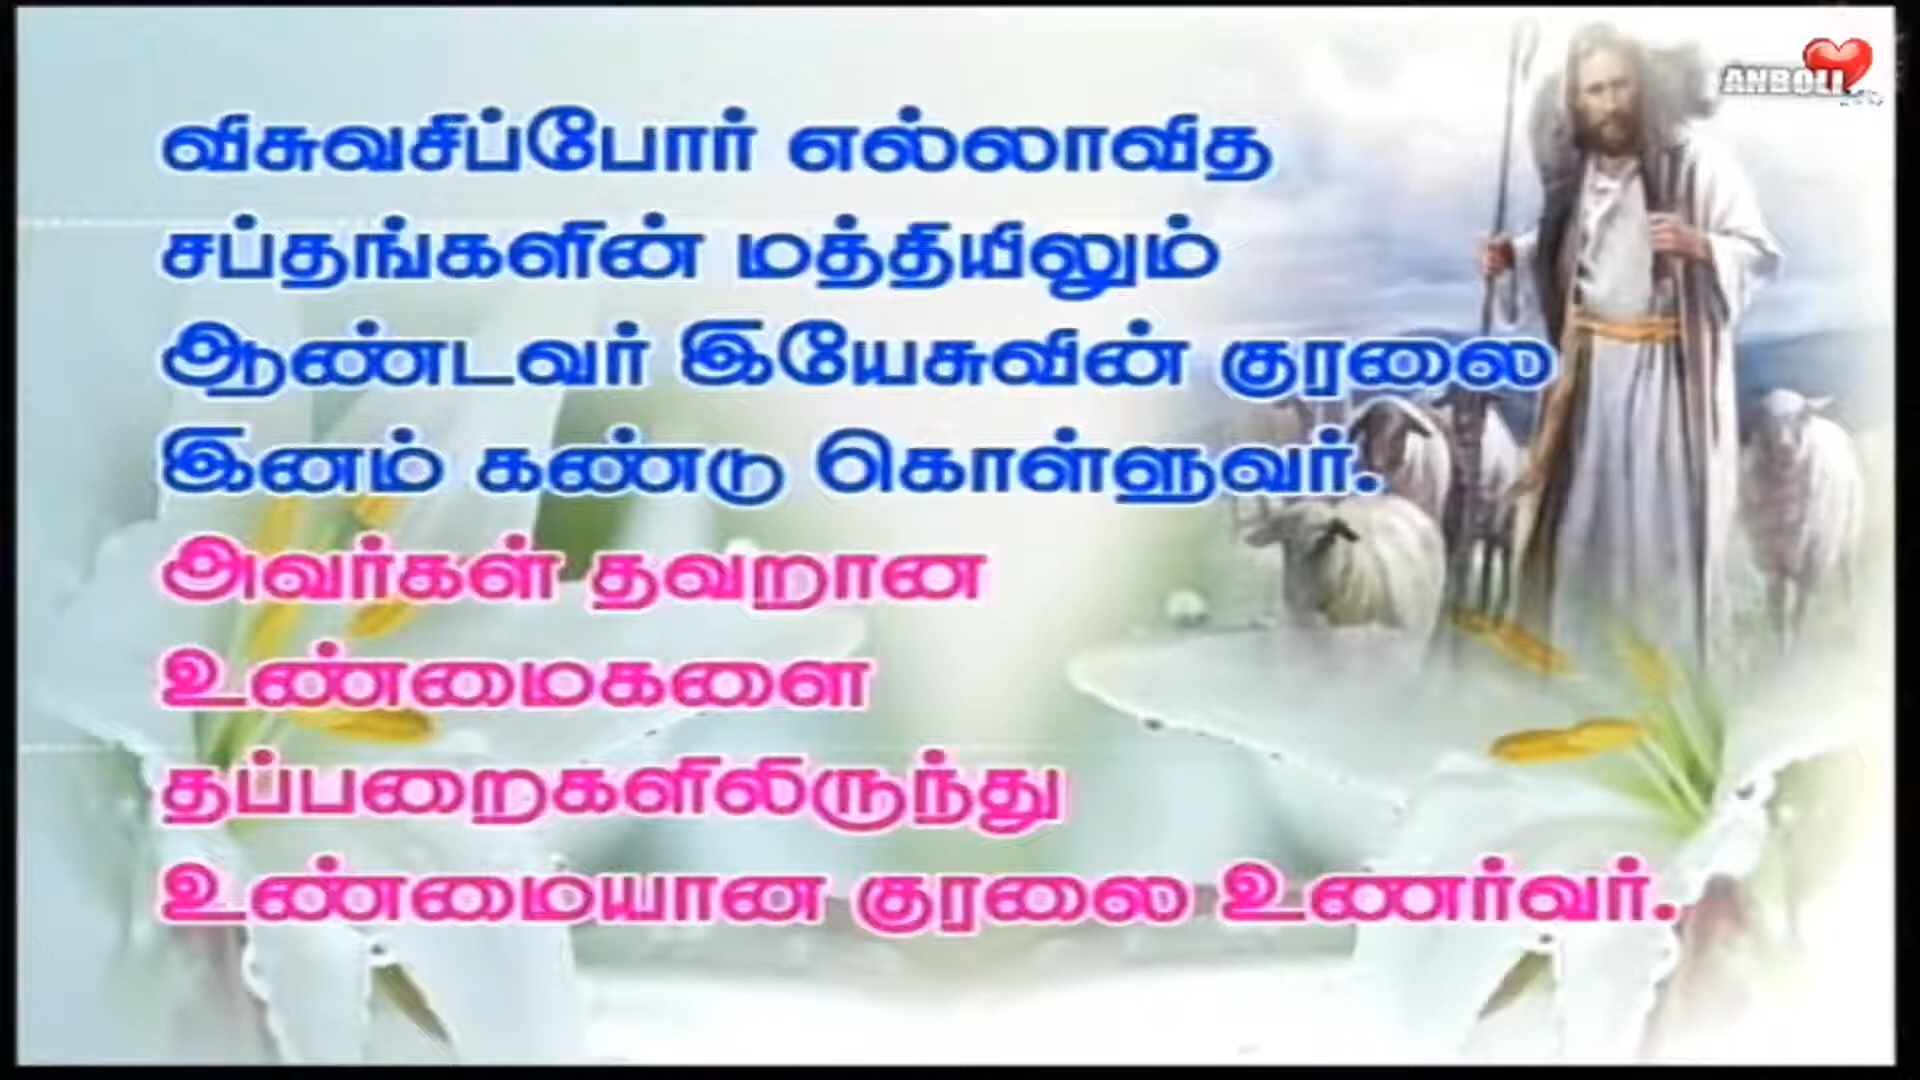 ANBOLI
விசுவசிப்போர் எல்லாவித
சப்தங்களின் மத்தியிலும்
ஆண்டவர் இயேசுவின் குரலை
இனம் கண்டு கொள்ளுவர்.
அவர்கள் தவறான
உண்மைகளை
தப்பறைகளிலிருந்து
உண்மையான குரலை உணர்வர்.